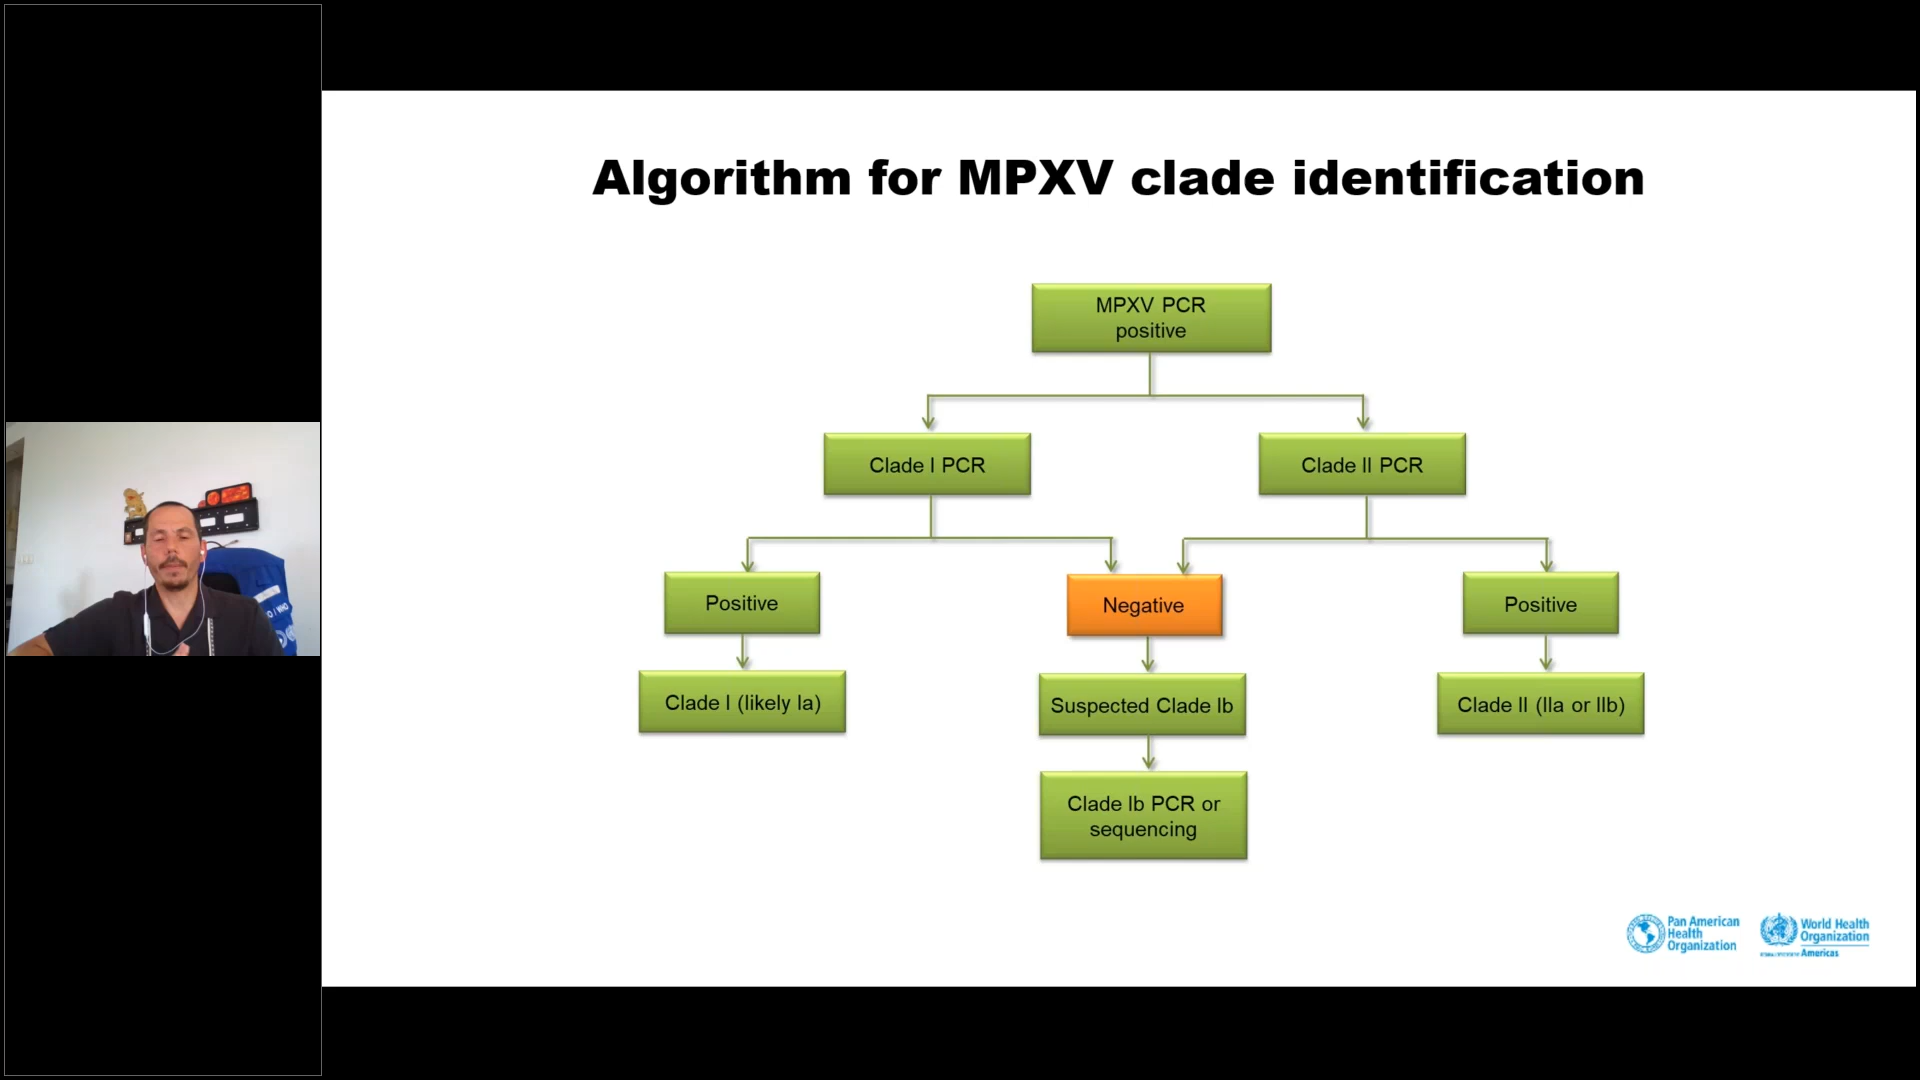 Algorithm for MPXV clade identification
MPXV PCR
positive
Clade I PCR
Clade II PCR
Positive
Negative
Positive
Clade I (likely Ia)
Suspected Clade Ib
Clade II (IIa or IIb)
Clade Ib PCR or
sequencing
Pan American
Health
Organization
World Health
Organization
Americas